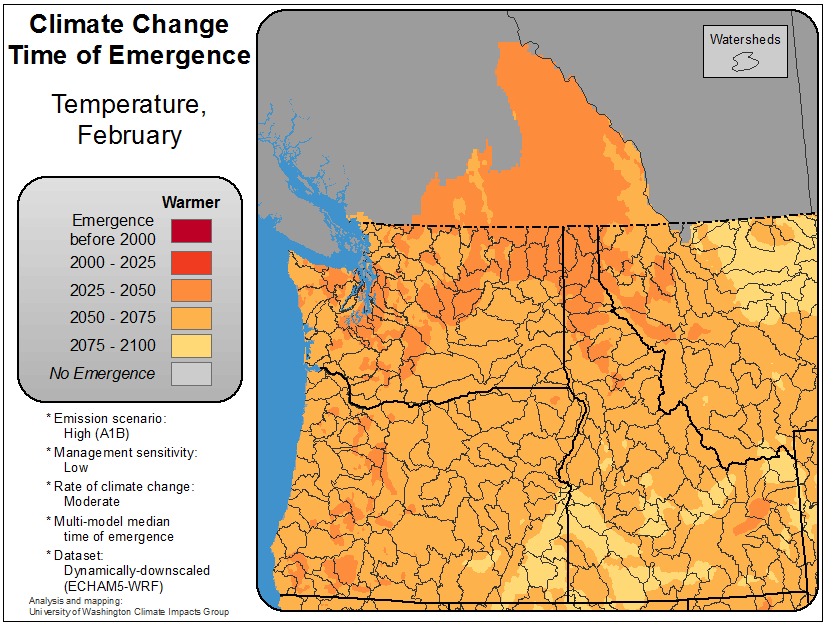 Climate Change
Time of Emergence
Temperature,
February
Warmer
Emergence
before 2000
2000 - 2025
2025 - 2050
2050 - 2075
2075 - 2100
No Emergence
* Emission scenario:
High (A1B)
* Management sensitivity:
Low
* Rate of climate change:
Moderate
* Multi-model median
time of emergence
* Dataset:
Dynamically-downscaled
(ECHAM5-WRF)
Analysis and mapping:
University of Washington Climate Impacts Group
Watersheds